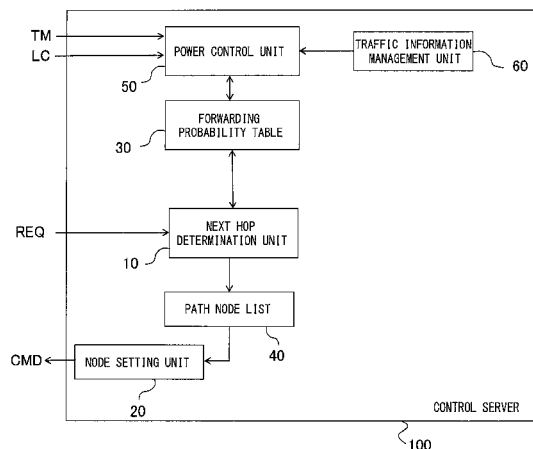 TM
LC
POWER CONTROL UNIT
50
TRAFFIC INFORMATION
MANAGEMENT UNIT
60
FORWARDING
PROBABILITY TABLE
30
REQ
NEXT HOP
DETERMINATION UNIT
10
PATH NODE LIST
40
CMD
NODE SETTING UNIT
20
CONTROL SERVER
100